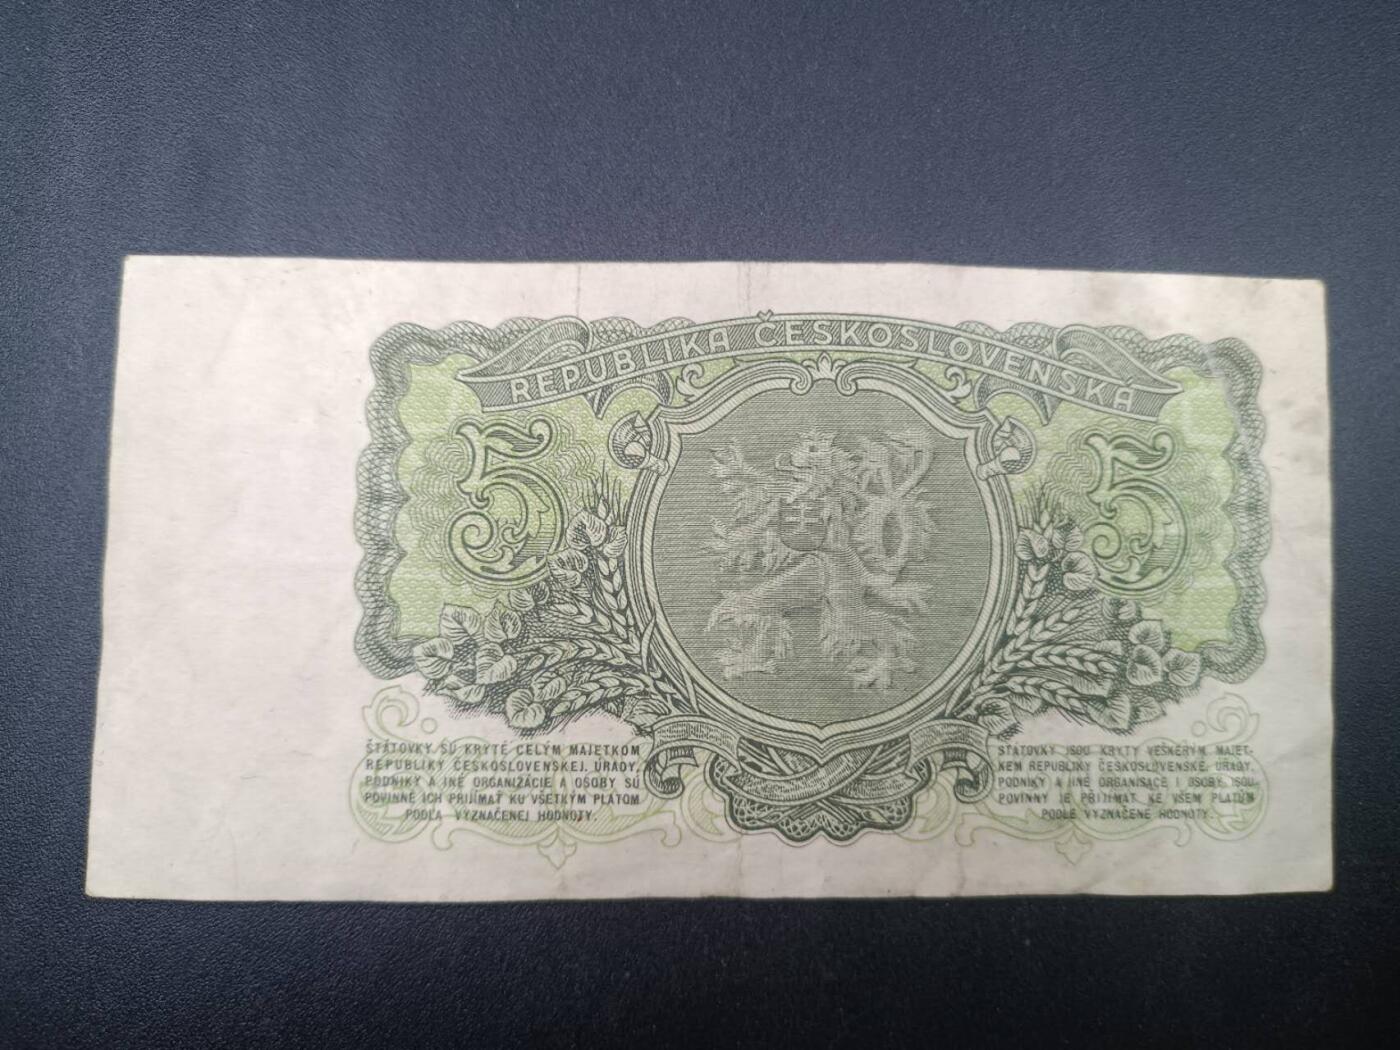 REPUBLIKA ČESKOSLOVENSKÁ
5
5
ŠTÁTOVKY SÚ KRYTÉ CELÝM MAJETKOM
REPUBLIKY ČESKOSLOVENSKEJ. ÚRADY,
PODNIKY A INÉ ORGANIZÁCIE A OSOBY SÚ
POVINNÉ ICH PRIJÍMAŤ KU VŠETKÝM PLATOM
PODĽA VYZNAČENEJ HODNOTY.
STÁTOVKY JSOU KRYTY VEŠKERÝM MAJET-
KEM REPUBLIKY ČESKOSLOVENSKÉ. ÚŘADY,
PODNIKY A JINÉ ORGANISACE I OSOBY JSOU
POVINNY JE PŘIJÍMAT KE VŠEM PLATŮM
PODLE VYZNAČENÉ HODNOTY.